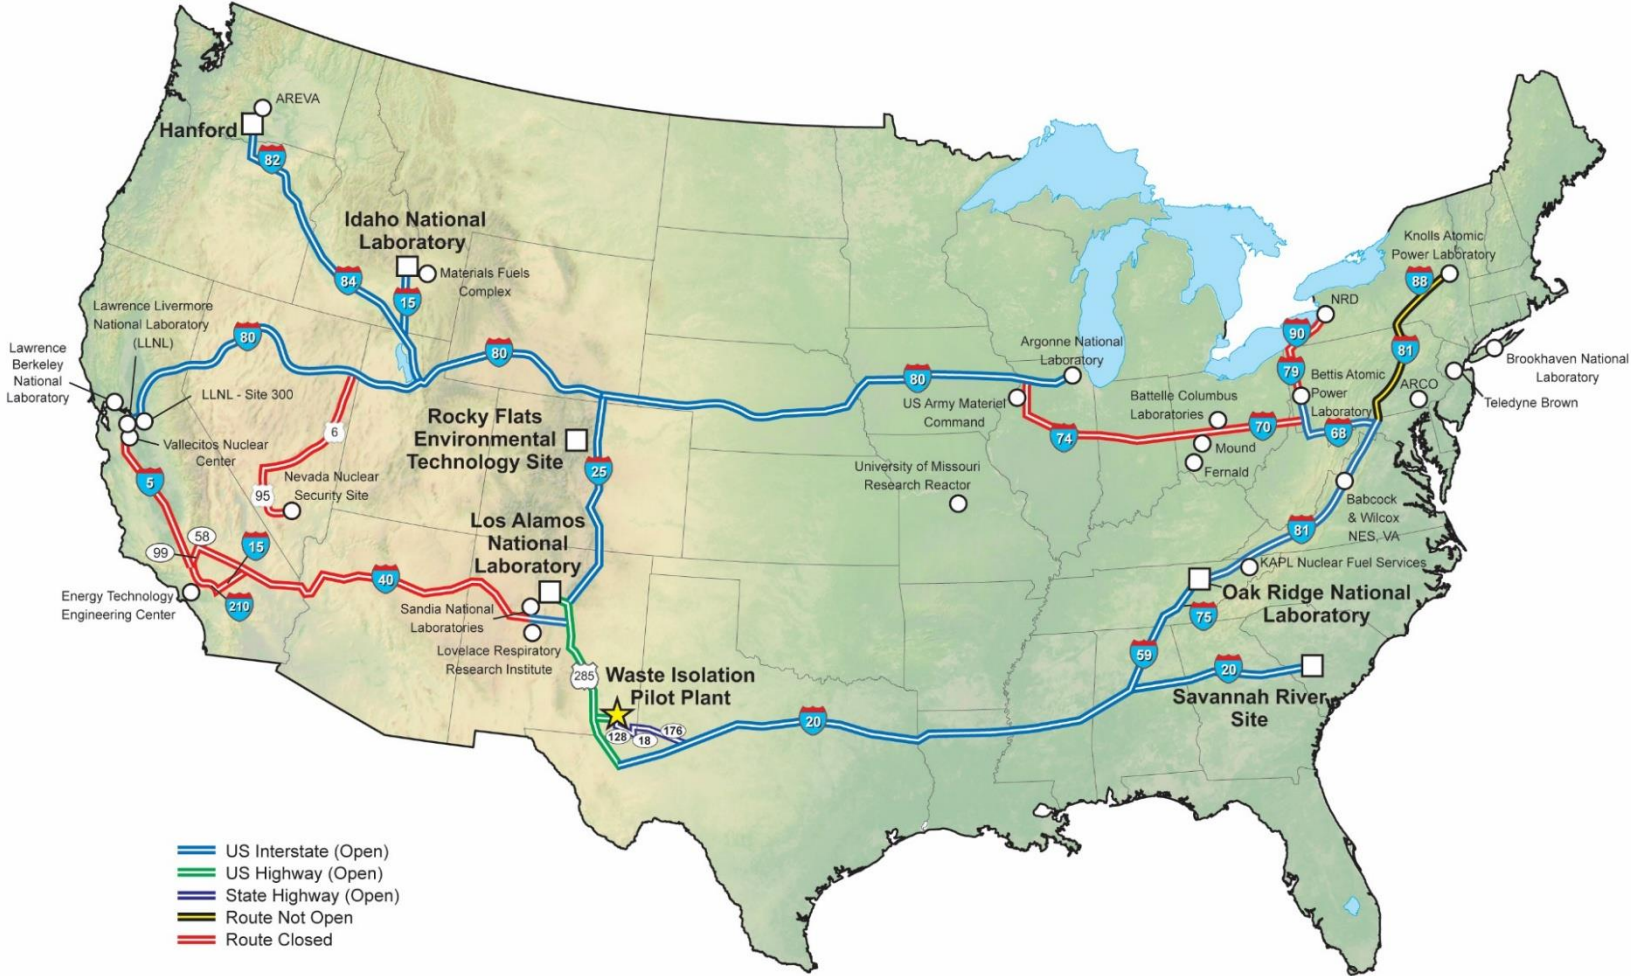 AREVA
Hanford
82
Idaho National
Laboratory
Materials Fuels
Complex
84
15
Lawrence Livermore
National Laboratory
(LLNL)
80
80
Lawrence
Berkeley
National
Laboratory
LLNL - Site 300
Vallecitos Nuclear
Center
6
5
95
Nevada Nuclear
Security Site
Rocky Flats
Environmental
Technology Site
25
58
99
15
210
40
Energy Technology
Engineering Center
Los Alamos
National
Laboratory
Sandia National
Laboratories
Lovelace Respiratory
Research Institute
285
Waste Isolation
Pilot Plant
128
18
176
20
80
Argonne National
Laboratory
US Army Materiel
Command
74
University of Missouri
Research Reactor
Battelle Columbus
Laboratories
Mound
Fernald
70
Knolls Atomic
Power Laboratory
88
NRD
90
79
81
Bettis Atomic
Power
Laboratory
68
ARCO
Brookhaven National
Laboratory
Teledyne Brown
Babcock
& Wilcox
NES, VA
81
KAPL Nuclear Fuel Services
Oak Ridge National
Laboratory
75
59
20
Savannah River
Site
US Interstate (Open)
US Highway (Open)
State Highway (Open)
Route Not Open
Route Closed